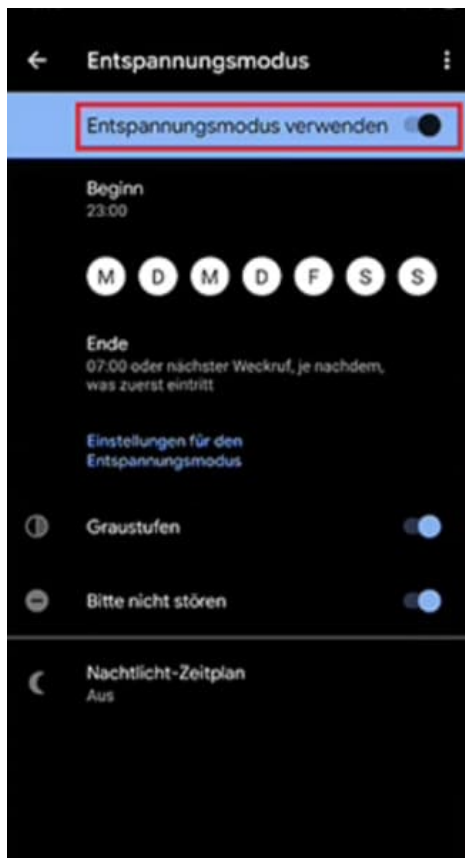 Entspannungsmodus
Entspannungsmodus verwenden
Beginn
23:00
M D M D F S S
Ende
07:00 oder nächster Weckruf, je nachdem,
was zuerst eintritt
Einstellungen für den
Entspannungsmodus
Graustufen
Bitte nicht stören
Nachtlicht-Zeitplan
Aus